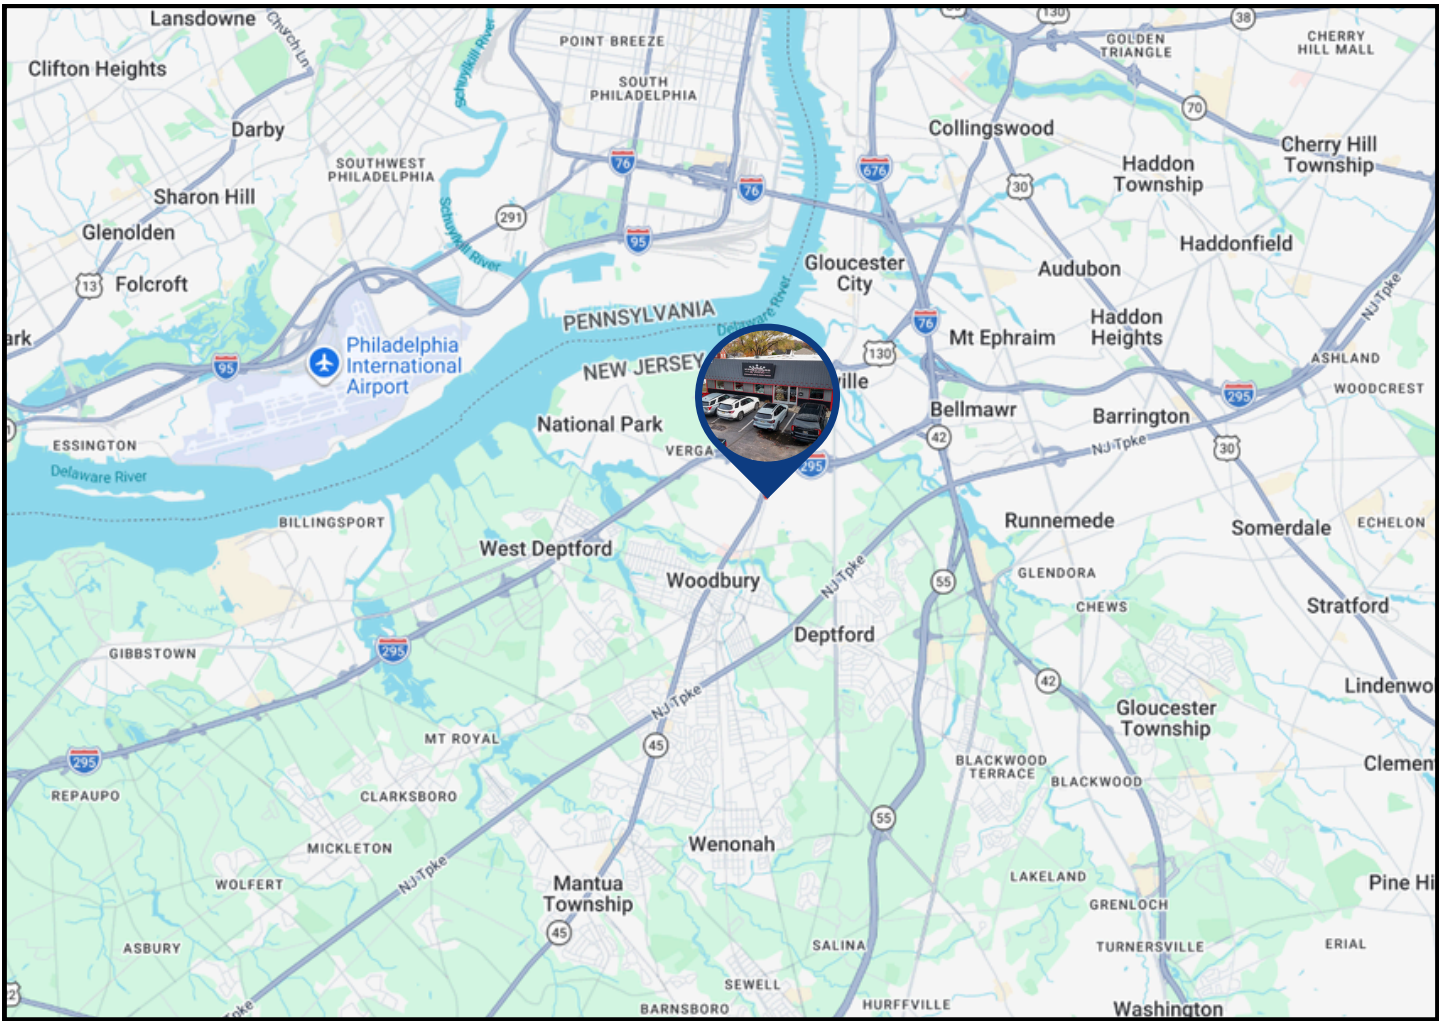 Lansdowne
Church Ln
Schuylkill River
POINT BREEZE
130
38
GOLDEN
TRIANGLE
CHERRY
HILL MALL
Clifton Heights
SOUTH
PHILADELPHIA
70
Darby
Collingswood
Cherry Hill
Township
SOUTHWEST
PHILADELPHIA
76
676
Haddon
Township
76
30
Sharon Hill
291
Schuylkill River
Glenolden
95
Haddonfield
13
Folcroft
Gloucester
City
Audubon
NJ Tpke
PENNSYLVANIA
Delaware River
76
Mt Ephraim
Haddon
Heights
ark
Philadelphia
International
Airport
95
NEW JERSEY
130
ASHLAND
ville
WOODCREST
295
National Park
Bellmawr
Barrington
ESSINGTON
VERGA
42
NJ Tpke
30
Delaware River
295
BILLINGSPORT
Runnemede
Somerdale
ECHELON
West Deptford
Woodbury
NJ Tpke
55
GLENDORA
CHEWS
Stratford
Deptford
GIBBSTOWN
295
42
Lindenwo
NJ Tpke
Gloucester
Township
MT ROYAL
45
295
BLACKWOOD
TERRACE
BLACKWOOD
Clemen
REPAUPO
CLARKSBORO
55
MICKLETON
Wenonah
NJ Tpke
WOLFERT
Mantua
Township
LAKELAND
Pine Hi
GRENLOCH
45
ASBURY
SALINA
TURNERSVILLE
ERIAL
SEWELL
BARNSBORO
HURFFVILLE
Washington
Tpke